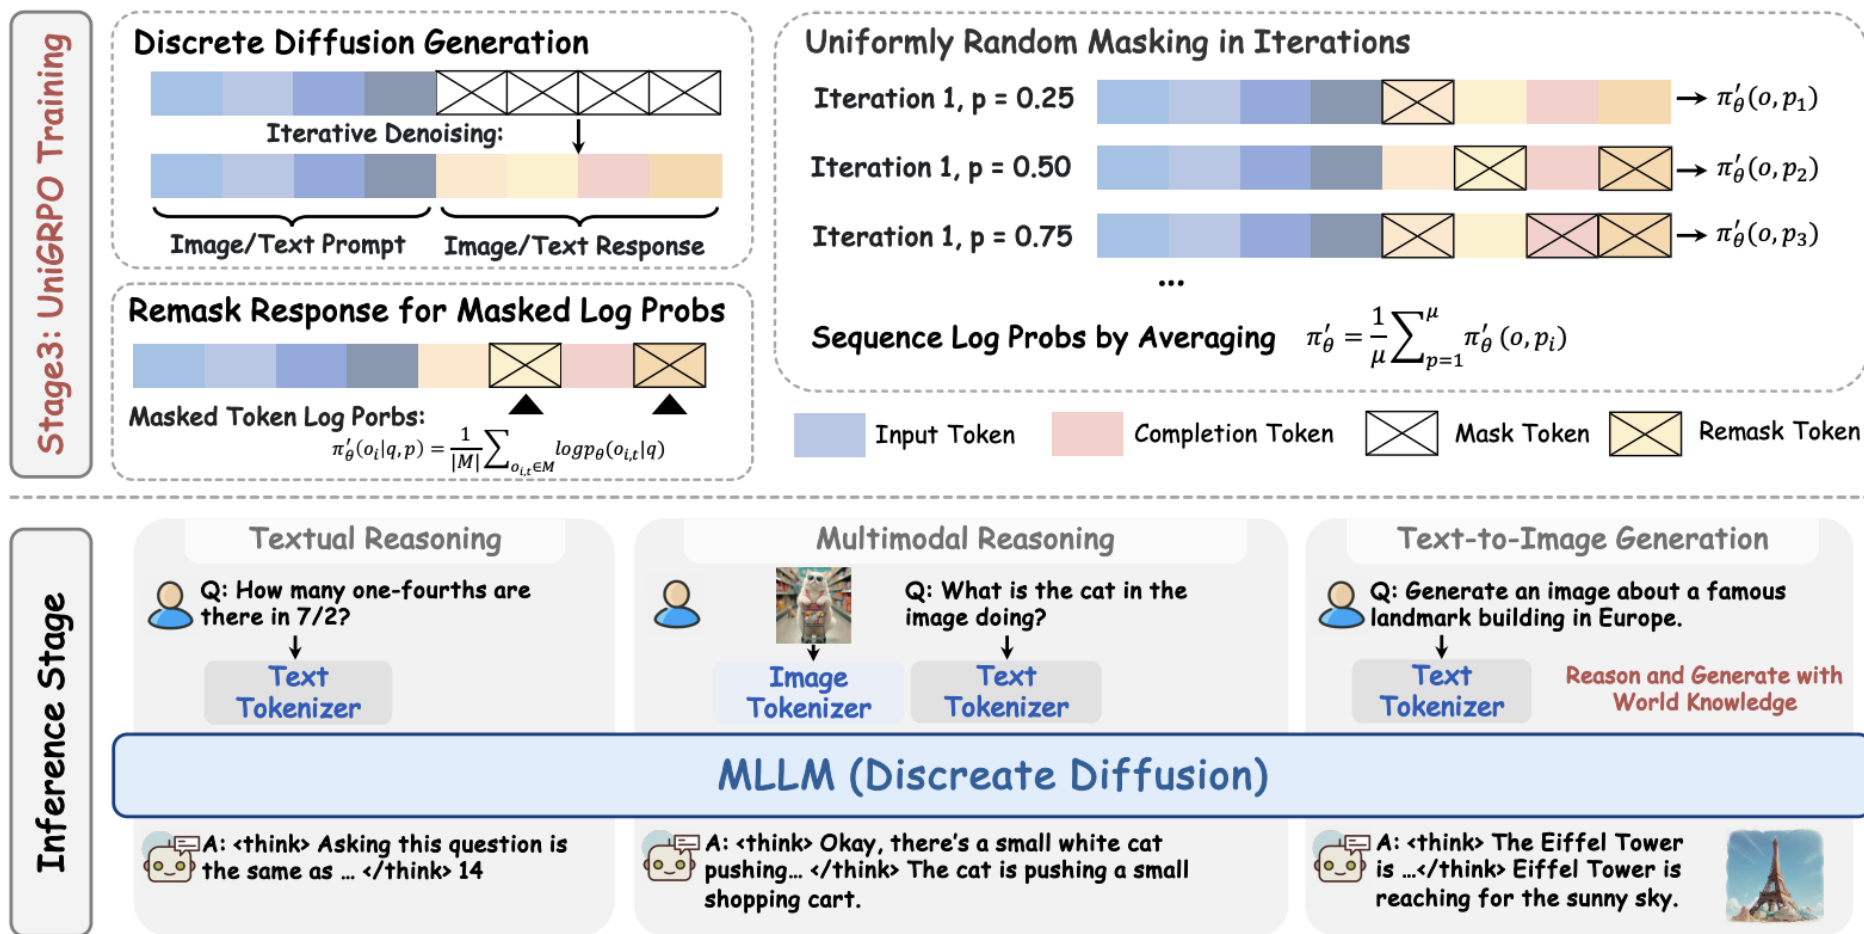 Stage3: UniGRPO Training
Discrete Diffusion Generation
Iterative Denoising:
Image/Text Prompt
Image/Text Response
Remask Response for Masked Log Probs
Masked Token Log Porbs:
π′θ(oi|q, p) = 1/|M| ∑oi,t∈M logpθ(oi,t|q)
Uniformly Random Masking in Iterations
Iteration 1, p = 0.25
π′θ(o, p1)
Iteration 1, p = 0.50
π′θ(o, p2)
Iteration 1, p = 0.75
π′θ(o, p3)
...
Sequence Log Probs by Averaging π′θ = 1/μ ∑μp=1 π′θ (o, pi)
Input Token
Completion Token
Mask Token
Remask Token
Inference Stage
Textual Reasoning
Q: How many one-fourths are
there in 7/2?
Text
Tokenizer
Multimodal Reasoning
Q: What is the cat in the
image doing?
Image
Tokenizer
Text
Tokenizer
Text-to-Image Generation
Q: Generate an image about a famous
landmark building in Europe.
Text
Tokenizer
Reason and Generate with
World Knowledge
MLLM (Discreate Diffusion)
A: <think> Asking this question is
the same as … </think> 14
A: <think> Okay, there's a small white cat
pushing… </think> The cat is pushing a small
shopping cart.
A: <think> The Eiffel Tower
is …</think> Eiffel Tower is
reaching for the sunny sky.